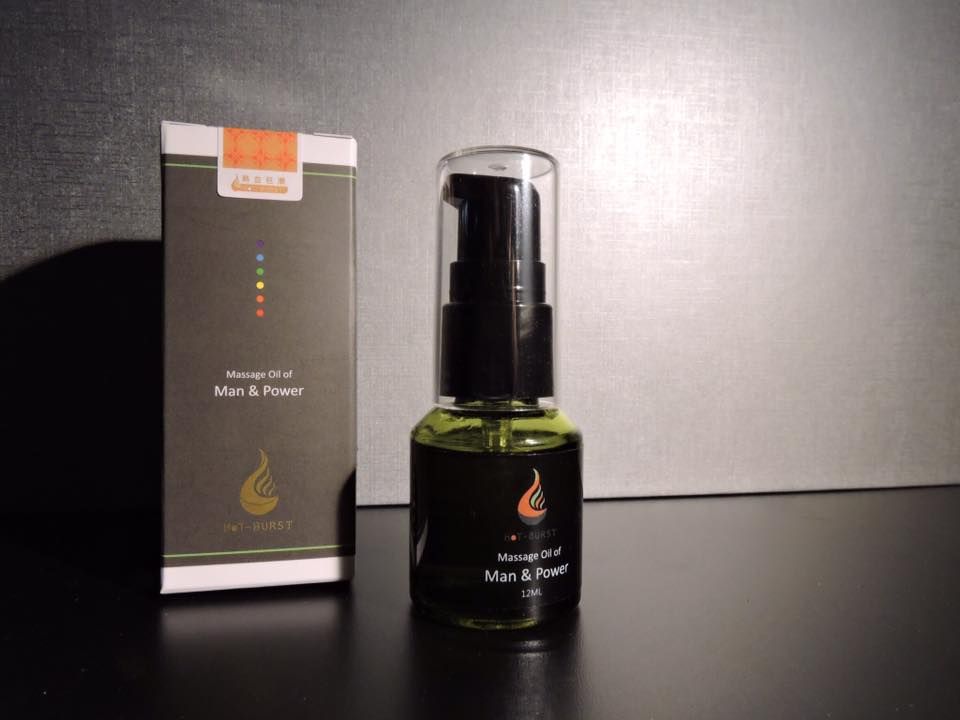 Massage Oil of
Man & Power
HOT-BURST
HOT-BURST
Massage Oil of
Man & Power
12ML